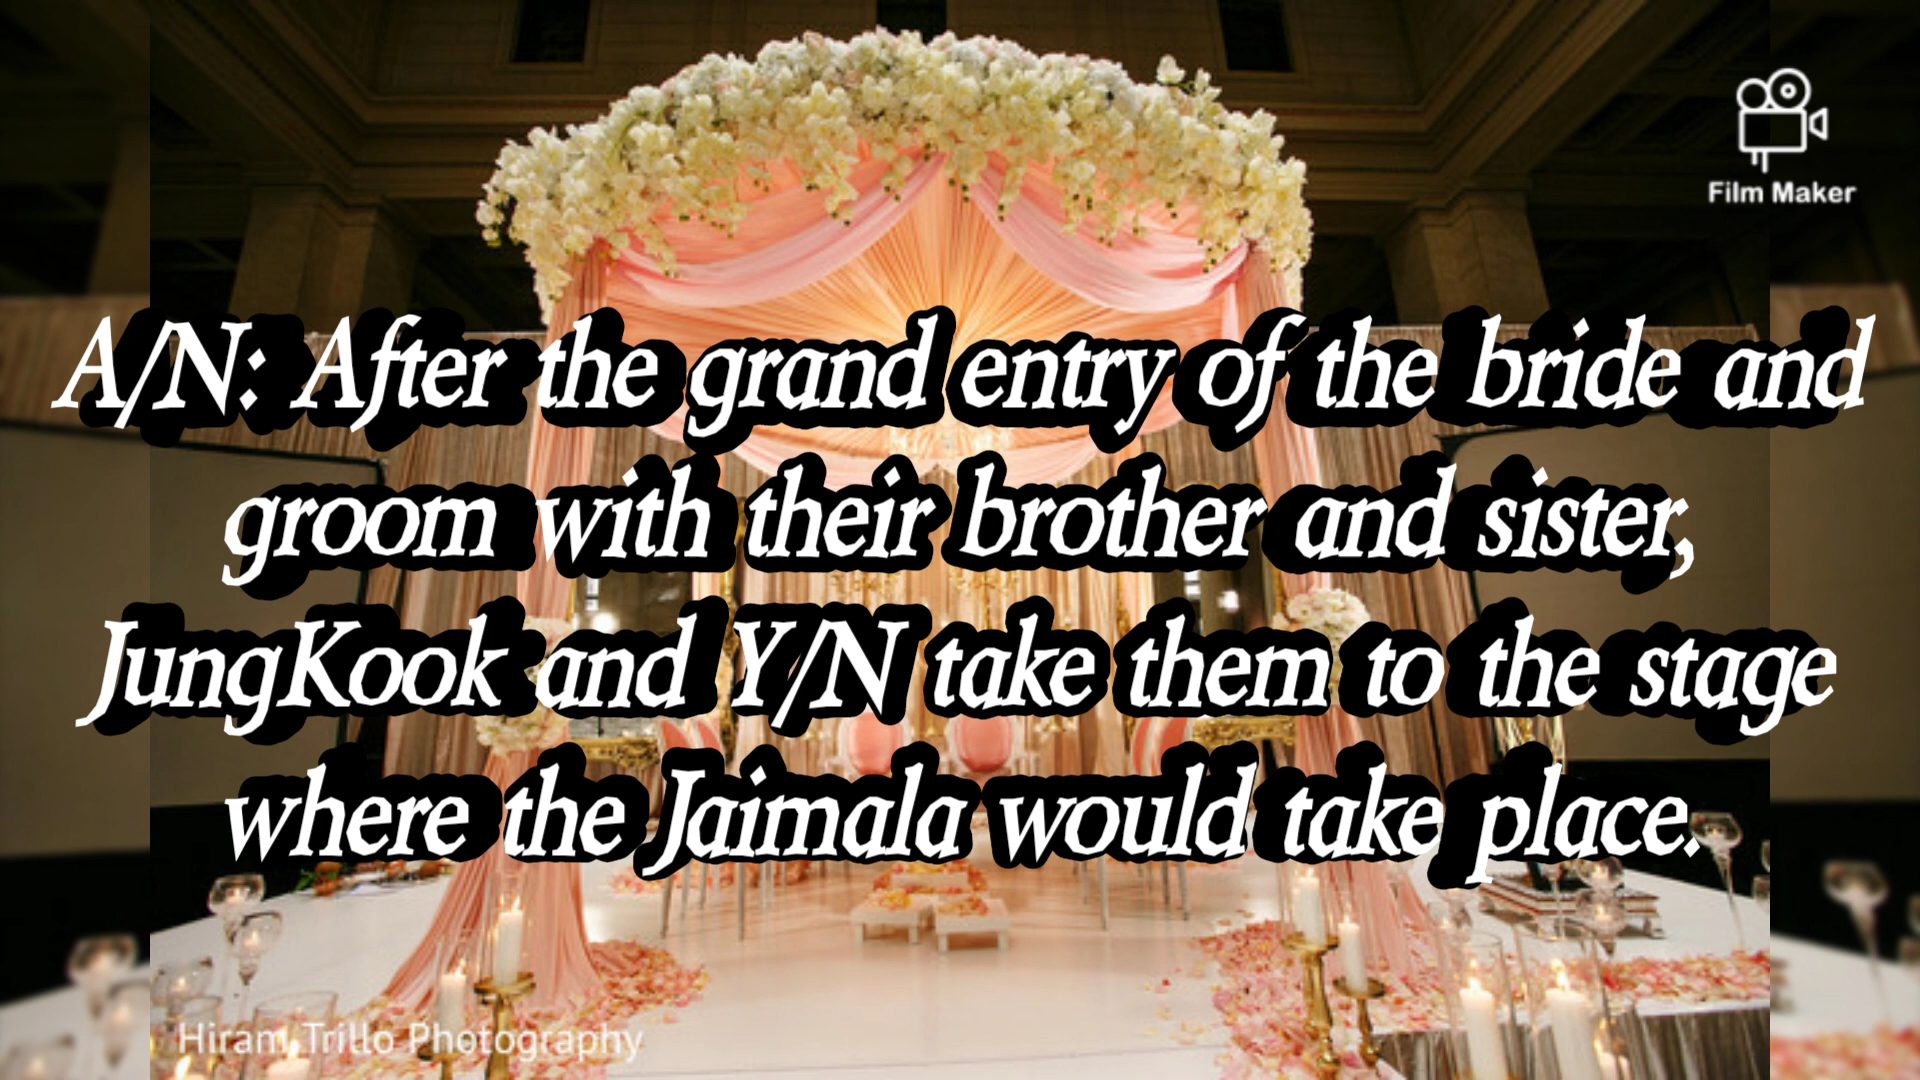 Film Maker
A/N: After the grand entry of the bride and
groom with their brother and sister,
JungKook and Y/N take them to the stage
where the Jaimala would take place.
Hiram Trillo Photography